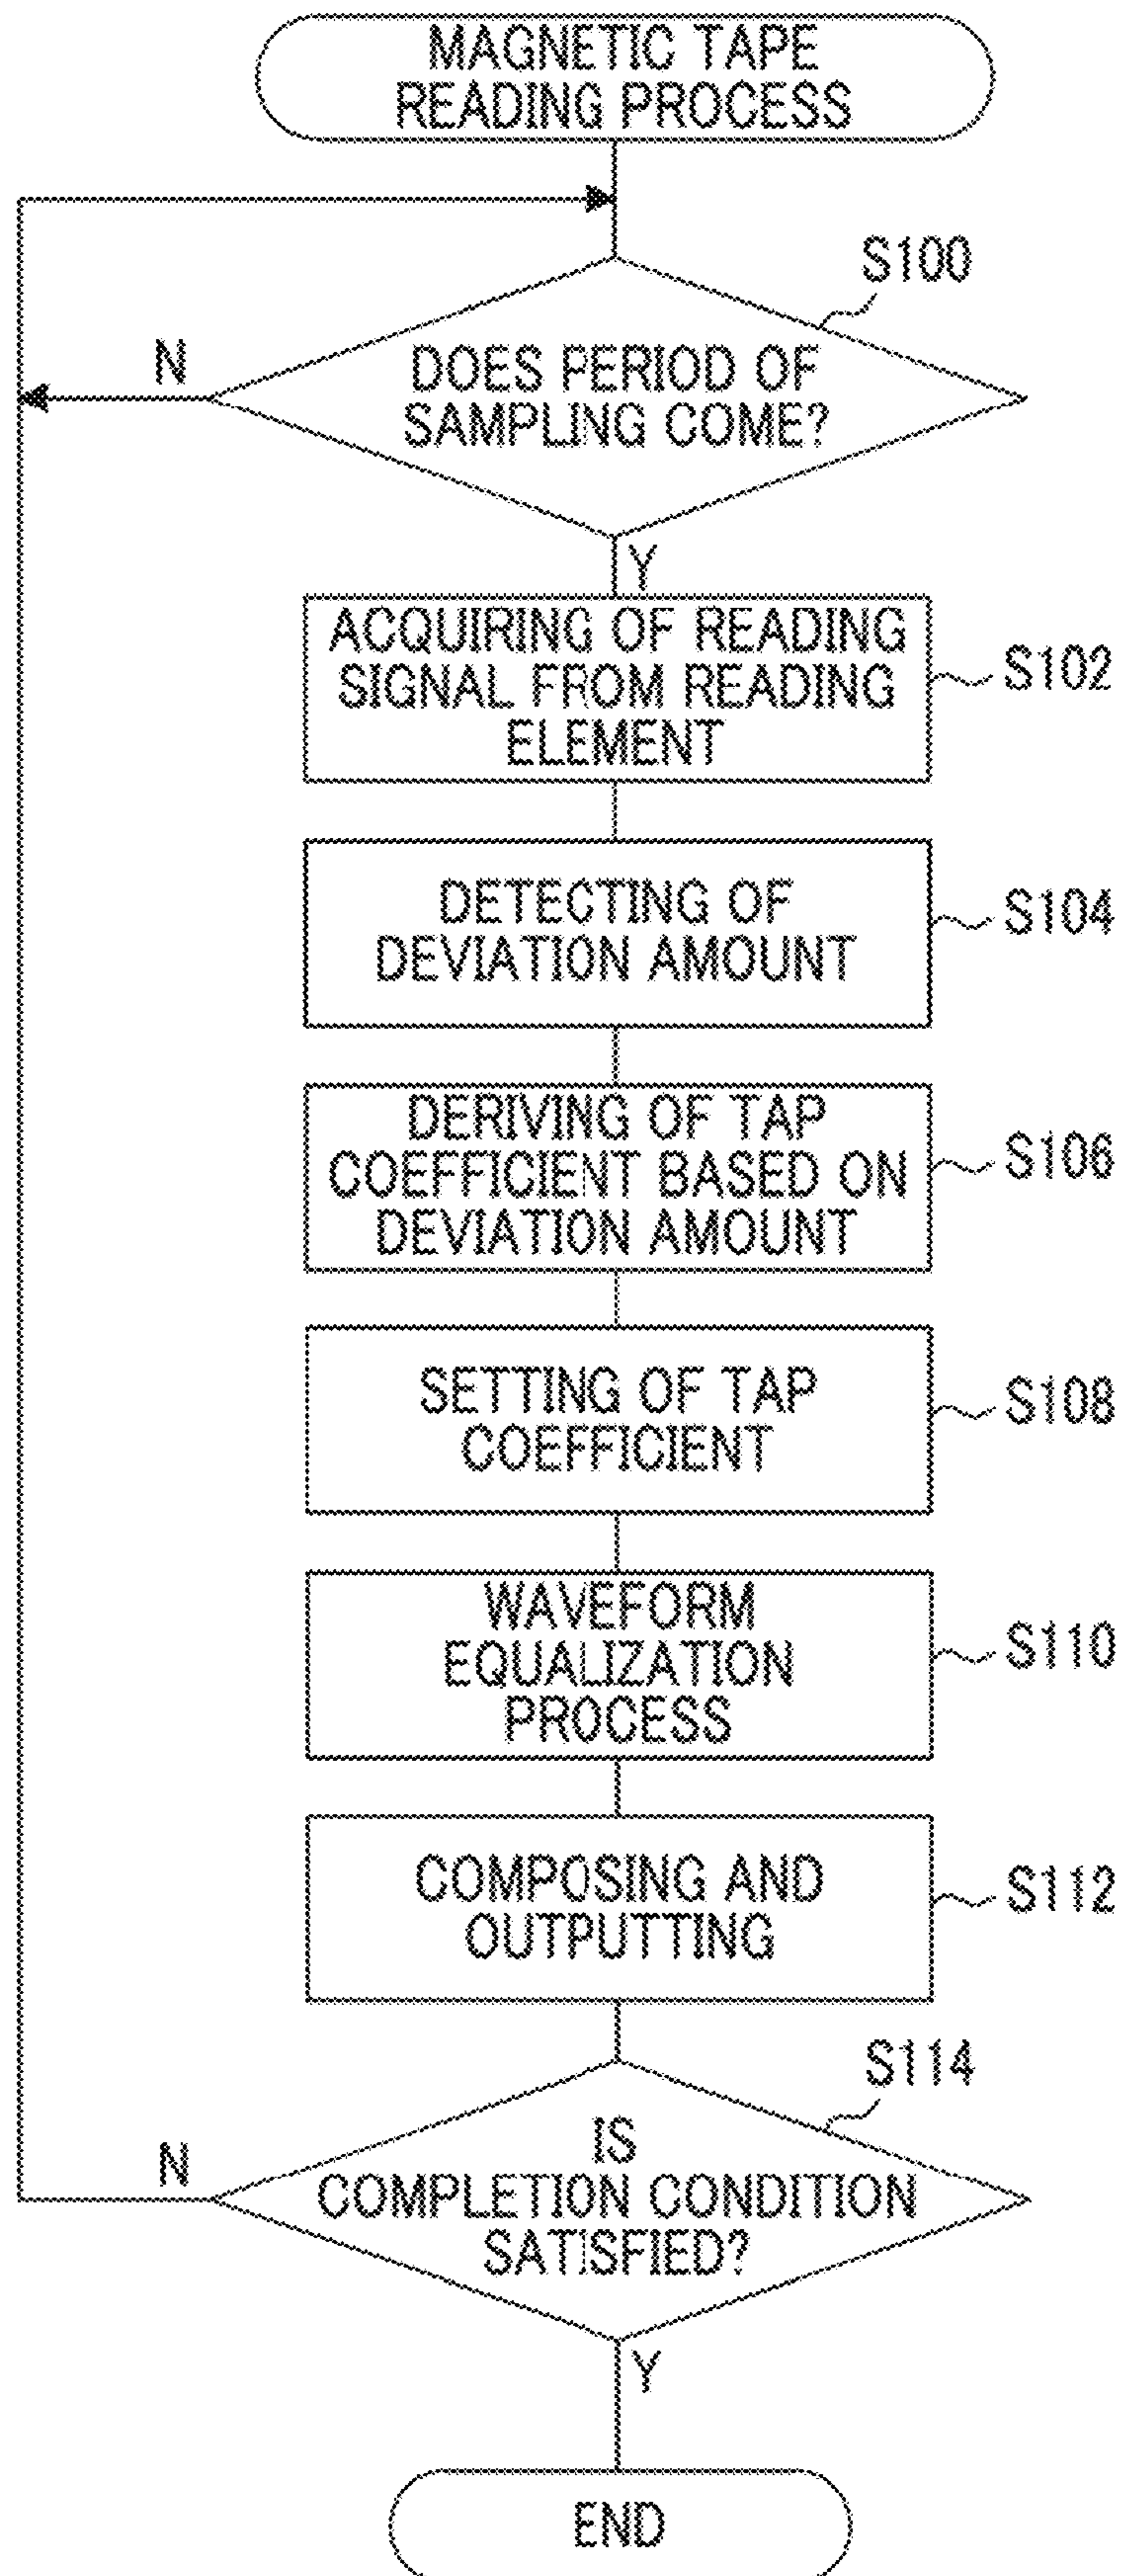 MAGNETIC TAPE
READING PROCESS
S100
N
DOES PERIOD OF
SAMPLING COME?
Y
ACQUIRING OF READING
SIGNAL FROM READING
ELEMENT
S102
DETECTING OF
DEVIATION AMOUNT
S104
DERIVING OF TAP
COEFFICIENT BASED ON
DEVIATION AMOUNT
S106
SETTING OF TAP
COEFFICIENT
S108
WAVEFORM
EQUALIZATION
PROCESS
S110
COMPOSING AND
OUTPUTTING
S112
S114
N
IS
COMPLETION CONDITION
SATISFIED?
Y
END